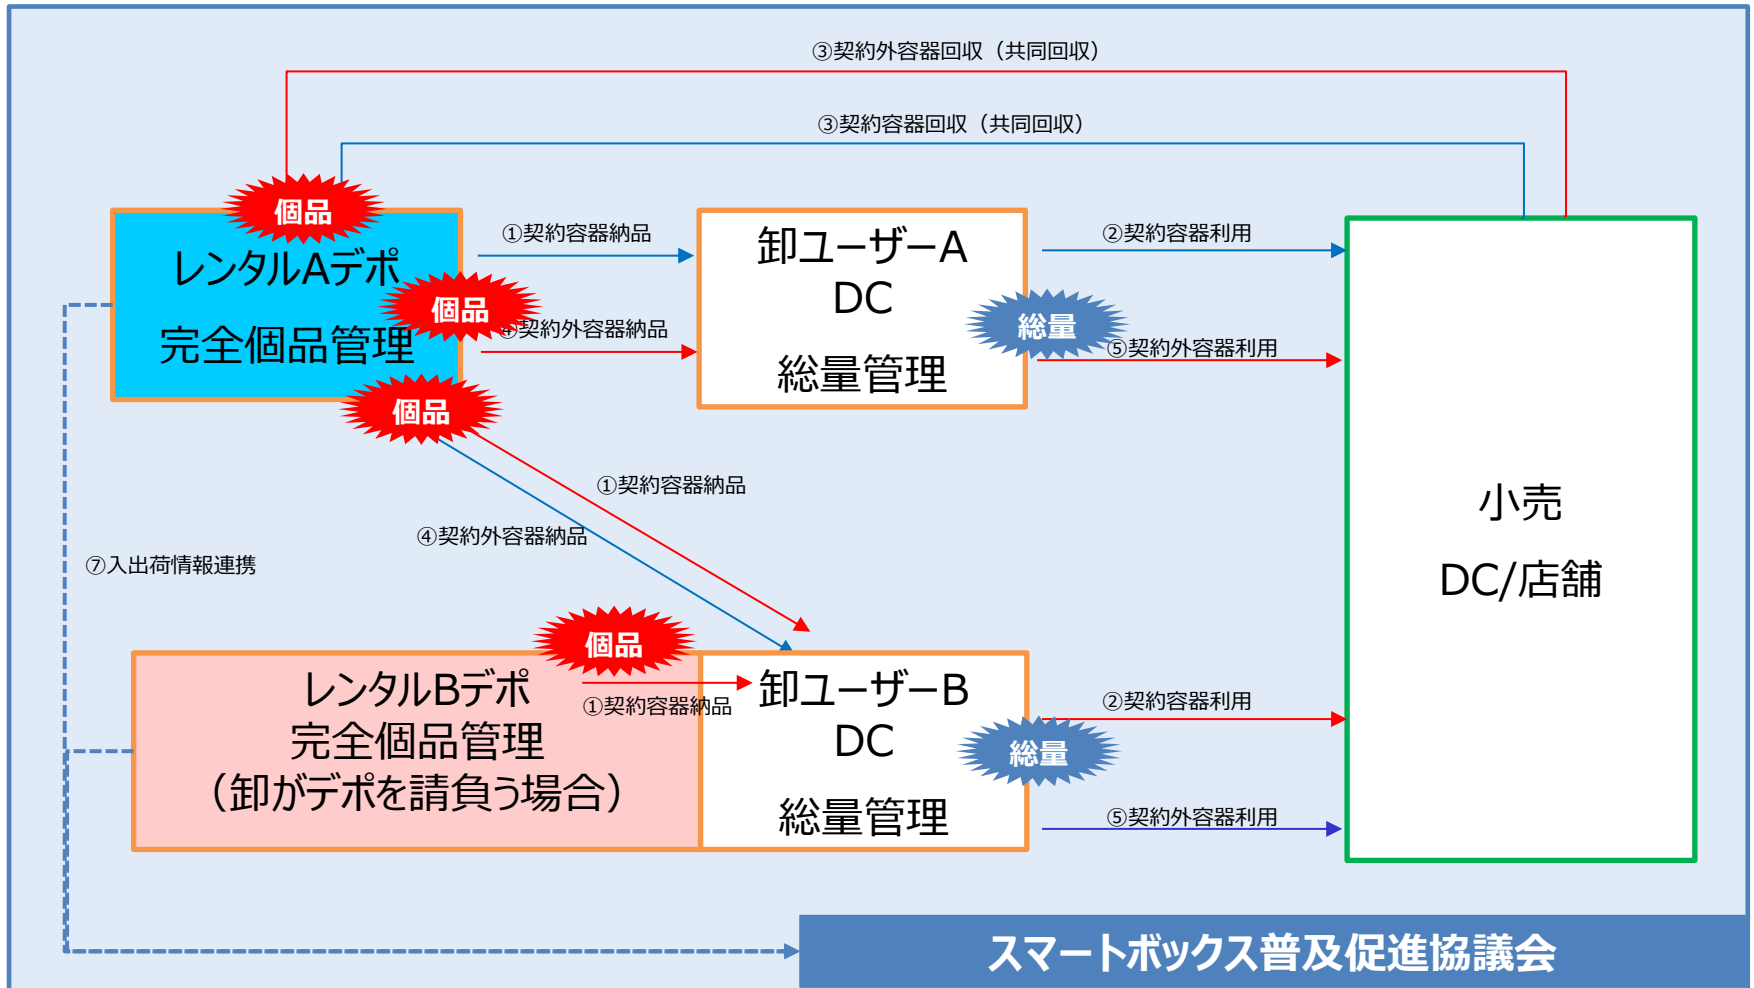 ③契約外容器回収（共同回収）
③契約容器回収（共同回収）
個品
レンタルAデポ
完全個品管理
個品
個品
①契約容器納品
④契約外容器納品
卸ユーザーA
DC
総量管理
総量
②契約容器利用
⑤契約外容器利用
小売
DC/店舗
①契約容器納品
④契約外容器納品
⑦入出荷情報連携
個品
レンタルBデポ
完全個品管理
（卸がデポを請負う場合）
①契約容器納品
卸ユーザーB
DC
総量管理
総量
②契約容器利用
⑤契約外容器利用
スマートボックス普及促進協議会